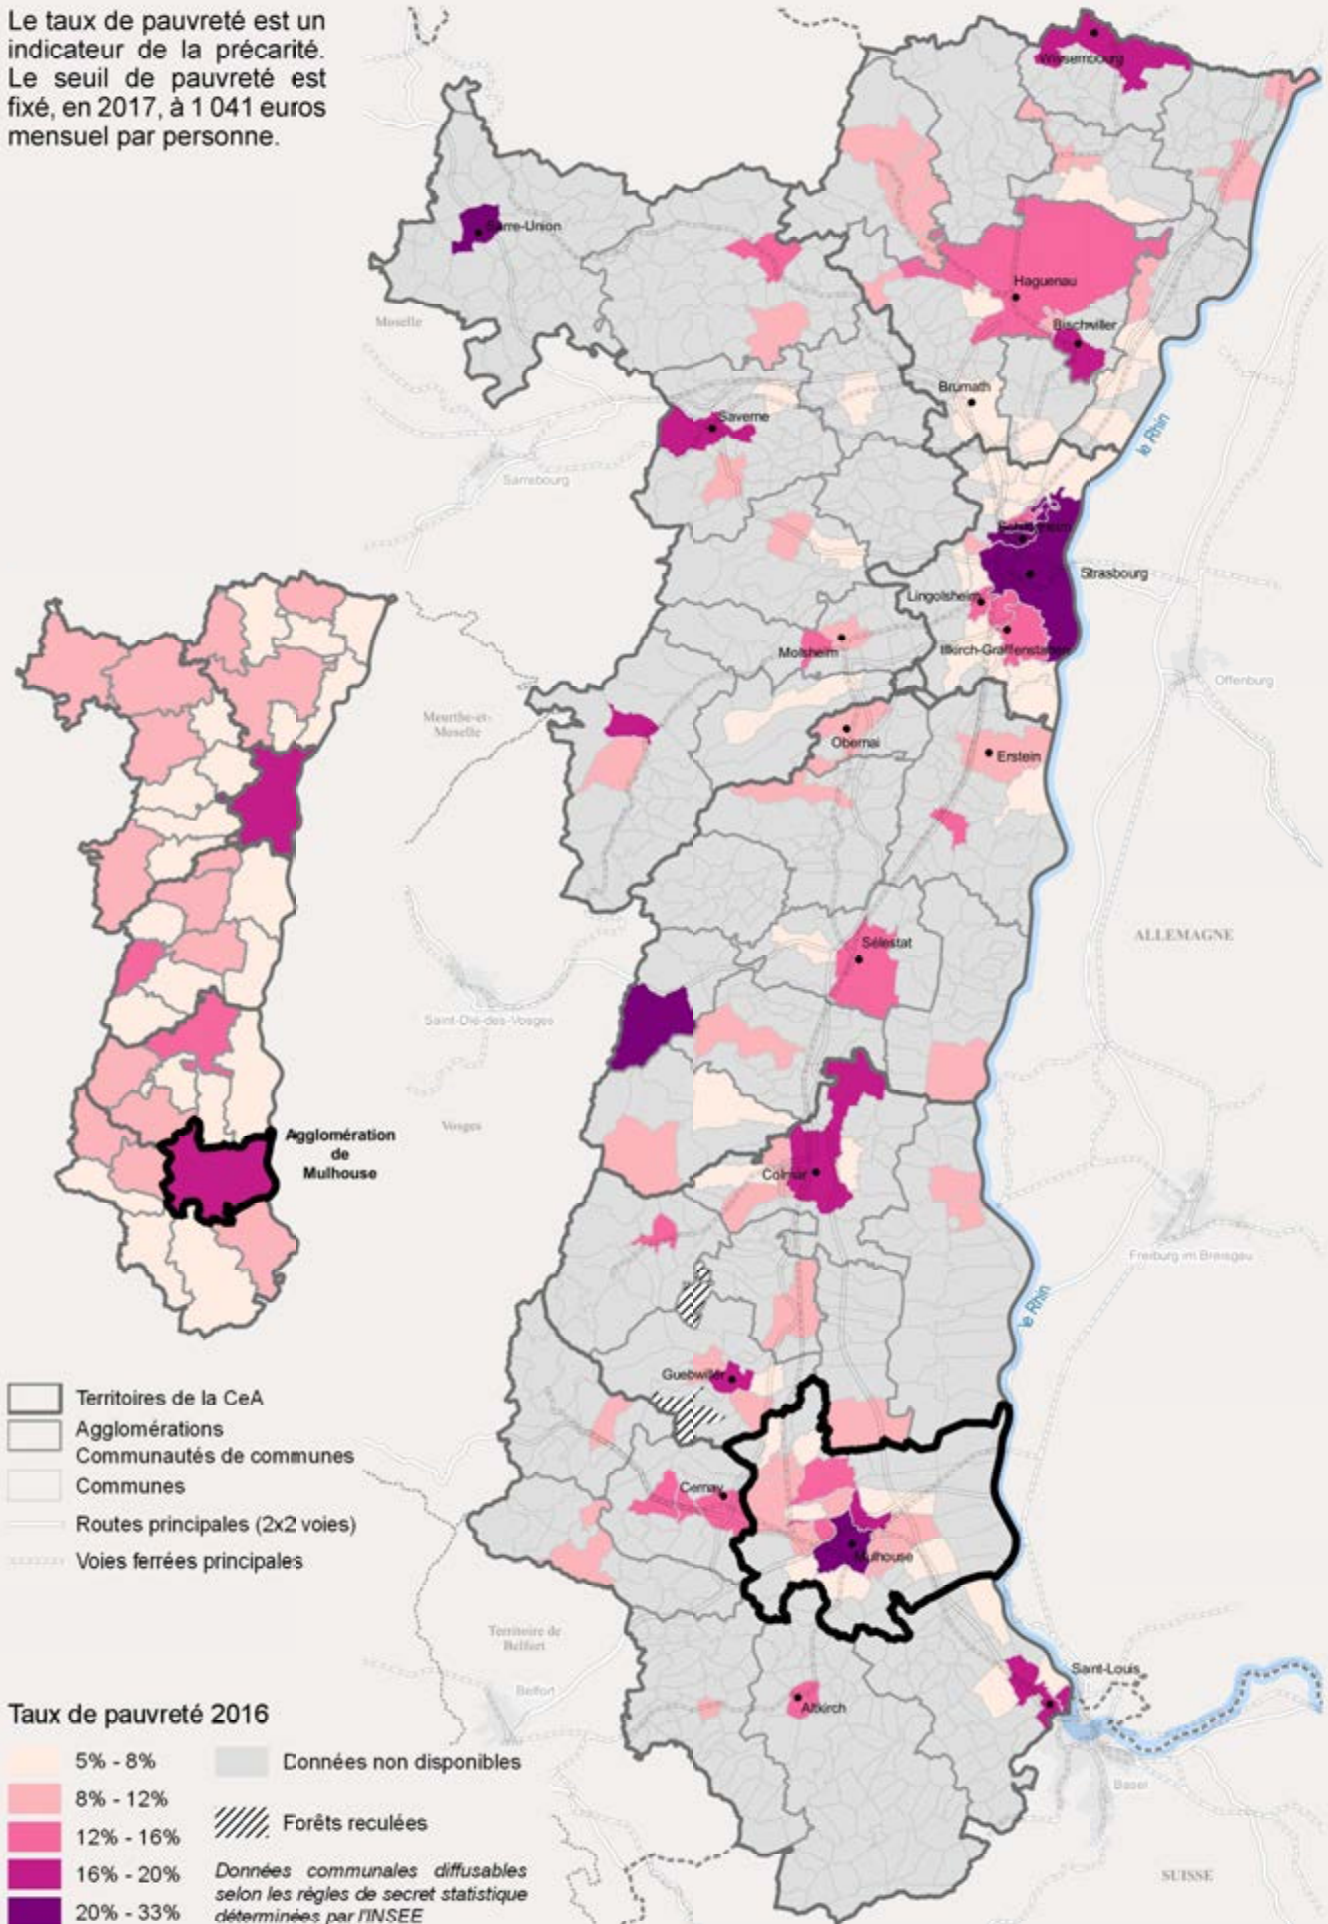 Le taux de pauvreté est un
indicateur de la précarité.
Le seuil de pauvreté est
fixé, en 2017, à 1 041 euros
mensuel par personne.
Wissembourg
Sarre-Union
Moselle
Haguenau
Bischviller
Brumath
Saverne
le Rhin
Sarrebourg
Strasbourg
Lingolsheim
Illkirch-Graffenstaden
Molsheim
Offenburg
Meurthe-et-
Moselle
Obernai
Erstein
Sélestat
ALLEMAGNE
Saint-Dié-des-Vosges
Vosges
Agglomération
de
Mulhouse
Colmar
Freiburg im Breisgau
le Rhin
Guebwiller
Territoires de la CeA
Agglomérations
Communautés de communes
Communes
Routes principales (2x2 voies)
Voies ferrées principales
Cernay
Mulhouse
Territoire de
Belfort
Belfort
Saint-Louis
Altkirch
Basel
SUISSE
Taux de pauvreté 2016
5% - 8%
8% - 12%
12% - 16%
16% - 20%
20% - 33%
Données non disponibles
Forêts reculées
Données communales diffusables
selon les règles de secret statistique
déterminées par l'INSEE